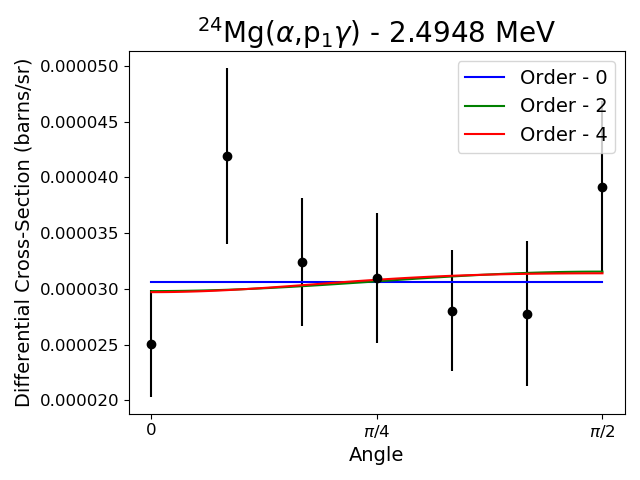 ²⁴Mg(α,p₁γ) - 2.4948 MeV
Differential Cross-Section (barns/sr)
0.000050
0.000045
0.000040
0.000035
0.000030
0.000025
0.000020
Order - 0
Order - 2
Order - 4
0
π/4
π/2
Angle